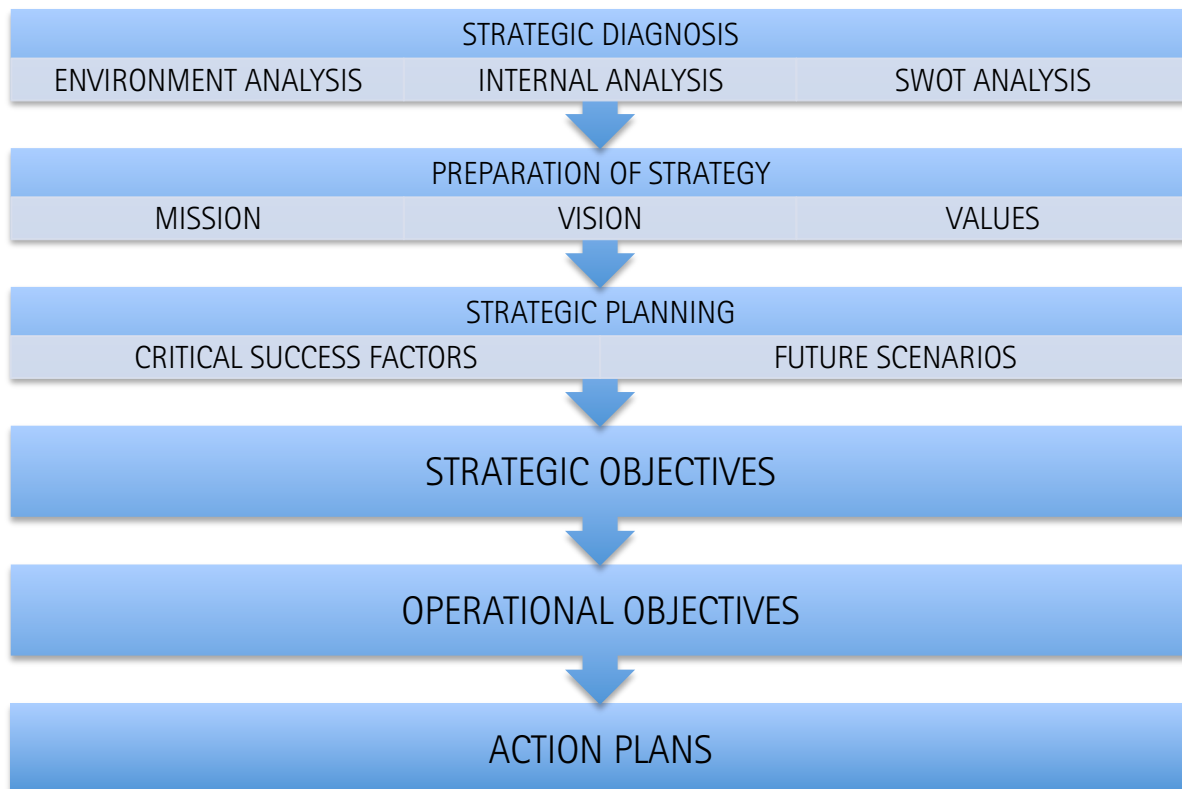 STRATEGIC DIAGNOSIS
ENVIRONMENT ANALYSIS INTERNAL ANALYSIS SWOT ANALYSIS
PREPARATION OF STRATEGY
MISSION VISION VALUES
STRATEGIC PLANNING
CRITICAL SUCCESS FACTORS FUTURE SCENARIOS
STRATEGIC OBJECTIVES
OPERATIONAL OBJECTIVES
ACTION PLANS